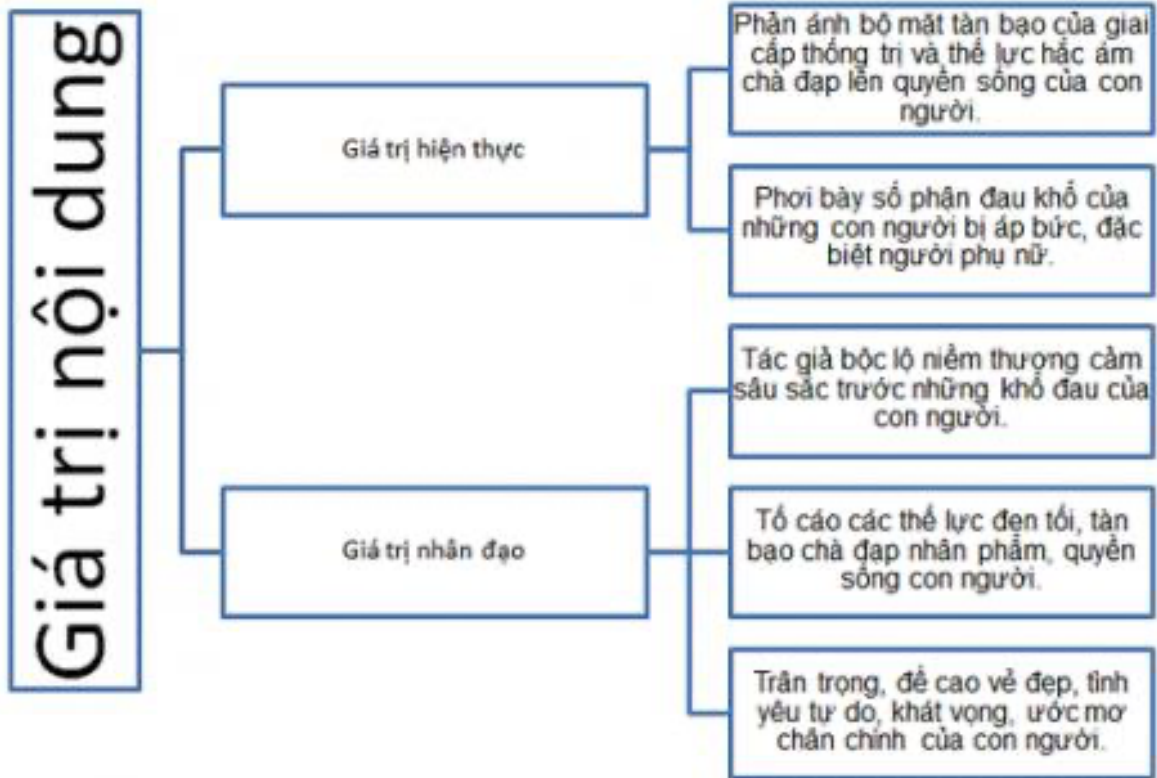 Giá trị nội dung
Giá trị hiện thực
Phản ánh bộ mặt tàn bạo của giai
cấp thống trị và thế lực hắc ám
chà đạp lên quyền sống của con
người.
Phơi bày số phận đau khổ của
những con người bị áp bức, đặc
biệt người phụ nữ.
Giá trị nhân đạo
Tác giả bộc lộ niềm thượng cảm
sâu sắc trước những khổ đau của
con người.
Tố cáo các thế lực đen tối, tàn
bạo chà đạp nhân phẩm, quyền
sống con người.
Trân trọng, đề cao vẻ đẹp, tình
yêu tự do, khát vọng, ước mơ
chân chính của con người.